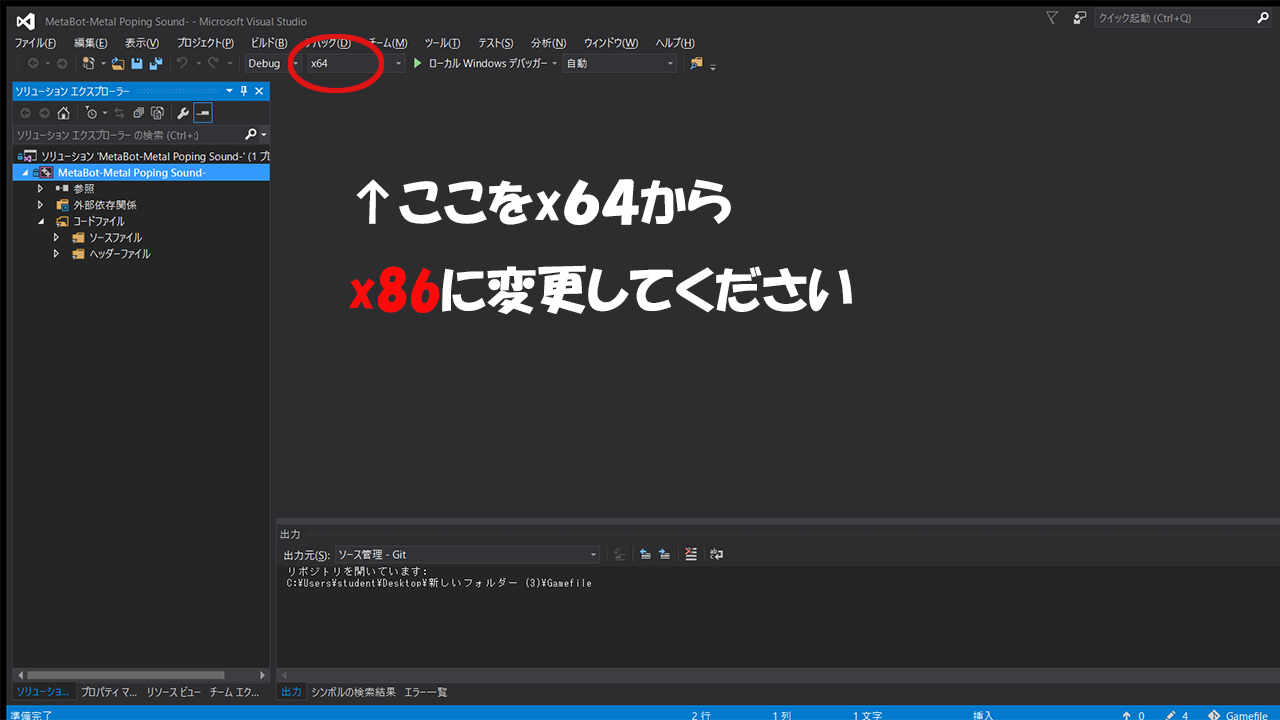 MetaBot-Metal Poping Sound- - Microsoft Visual Studio
クイック起動 (Ctrl+Q)
ファイル(F) 編集(E) 表示(V) プロジェクト(P) ビルド(B) デバッグ(D) チーム(M) ツール(T) テスト(S) 分析(N) ウィンドウ(W) ヘルプ(H)
Debug x64 ローカル Windows デバッガー 自動
ソリューション エクスプローラー
ソリューション エクスプローラー の検索 (Ctrl+:)
ソリューション 'MetaBot-Metal Poping Sound-' (1 プ
MetaBot-Metal Poping Sound-
参照
外部依存関係
コードファイル
ソースファイル
ヘッダーファイル
↑ここをx64から
x86に変更してください
出力
出力元(S): ソース管理 - Git
リポジトリを開いています:
C:¥Users¥student¥Desktop¥新しいフォルダー (3)¥Gamefile
ソリューショ... プロパティ マ... リソース ビュー チーム エク...
出力 シンボルの検索結果 エラー一覧
準備完了 2 行 1 列 1 文字 挿入 0 4 Gamefile